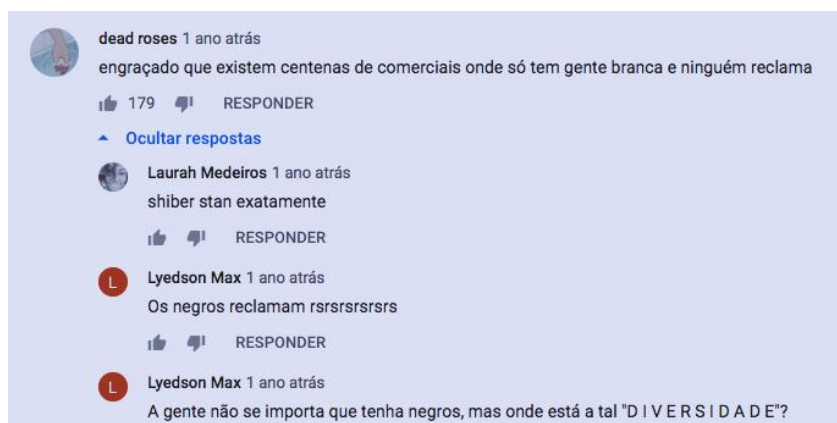 dead roses 1 ano atrás
engraçado que existem centenas de comerciais onde só tem gente branca e ninguém reclama
179 RESPONDER
Ocultar respostas
Laurah Medeiros 1 ano atrás
shiber stan exatamente
RESPONDER
L Lyedson Max 1 ano atrás
Os negros reclamam rsrsrsrsrsrs
RESPONDER
L Lyedson Max 1 ano atrás
A gente não se importa que tenha negros, mas onde está a tal "D I V E R S I D A D E"?